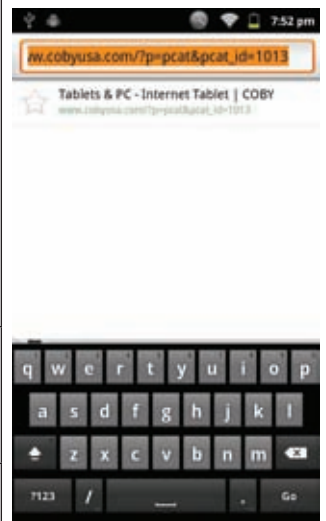 7:52 pm
w.cobyusa.com/?p=pcat&pcat_id=1013
Tablets & PC - Internet Tablet | COBY
www.cobyusa.com/?p=pcat&pcat_id=1013
q w e r t y u i o p
a s d f g h j k l
z x c v b n m
?123 / . Go